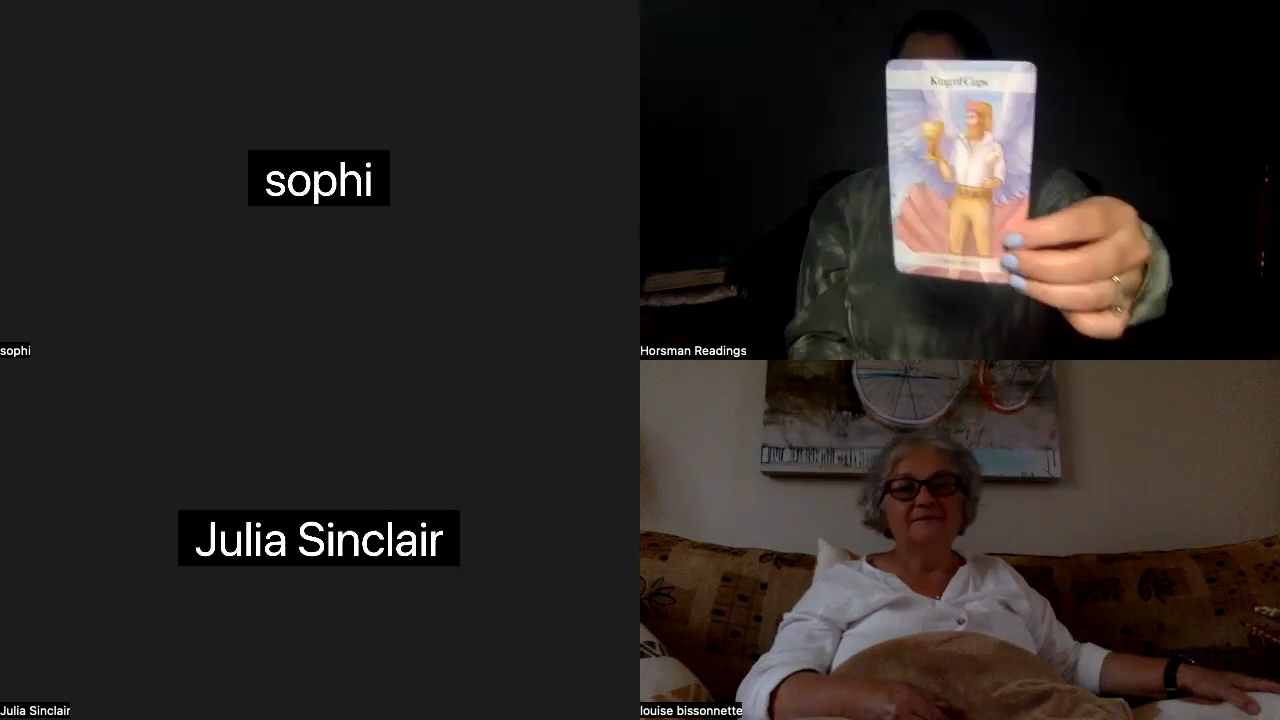 sophi
sophi
King of Cups
Horsman Readings
Julia Sinclair
Julia Sinclair
louise bissonnette